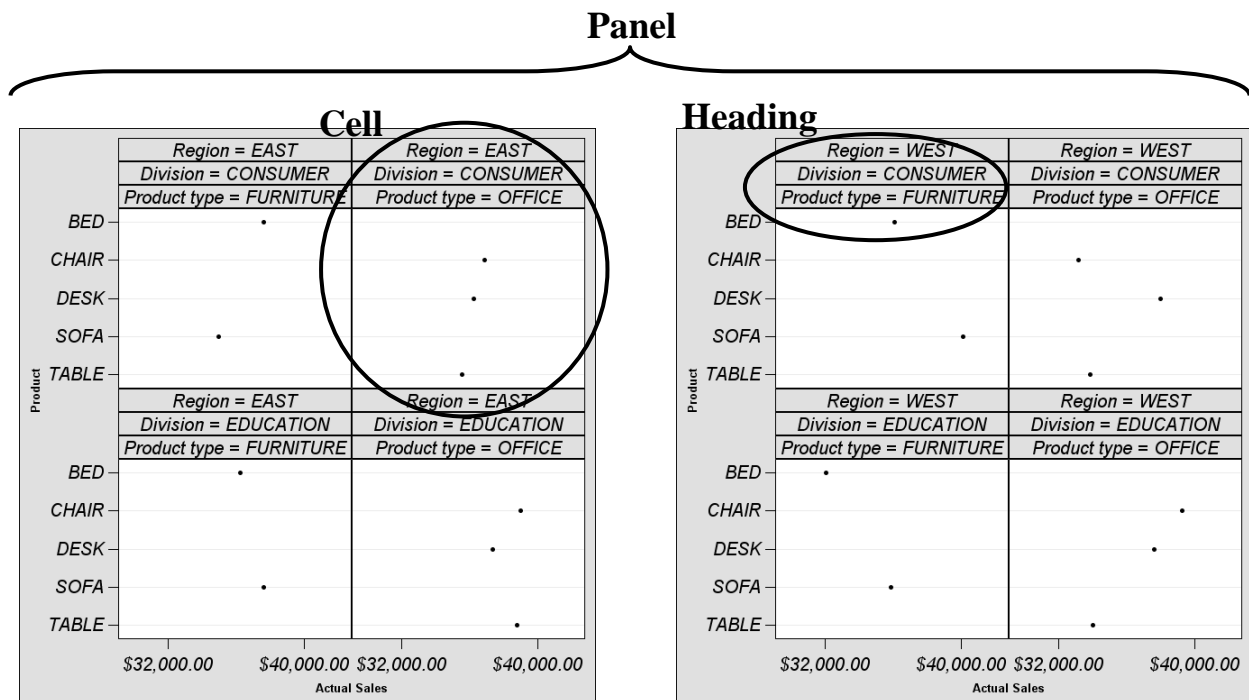 Panel
Cell
Heading
Region = EAST
Region = EAST
Division = CONSUMER
Division = CONSUMER
Product type = FURNITURE
Product type = OFFICE
BED
CHAIR
DESK
SOFA
TABLE
Product
Region = EAST
Region = EAST
Division = EDUCATION
Division = EDUCATION
Product type = FURNITURE
Product type = OFFICE
BED
CHAIR
DESK
SOFA
TABLE
$32,000.00
$40,000.00
$32,000.00
$40,000.00
Actual Sales
Region = WEST
Region = WEST
Division = CONSUMER
Division = CONSUMER
Product type = FURNITURE
Product type = OFFICE
BED
CHAIR
DESK
SOFA
TABLE
Product
Region = WEST
Region = WEST
Division = EDUCATION
Division = EDUCATION
Product type = FURNITURE
Product type = OFFICE
BED
CHAIR
DESK
SOFA
TABLE
$32,000.00
$40,000.00
$32,000.00
$40,000.00
Actual Sales